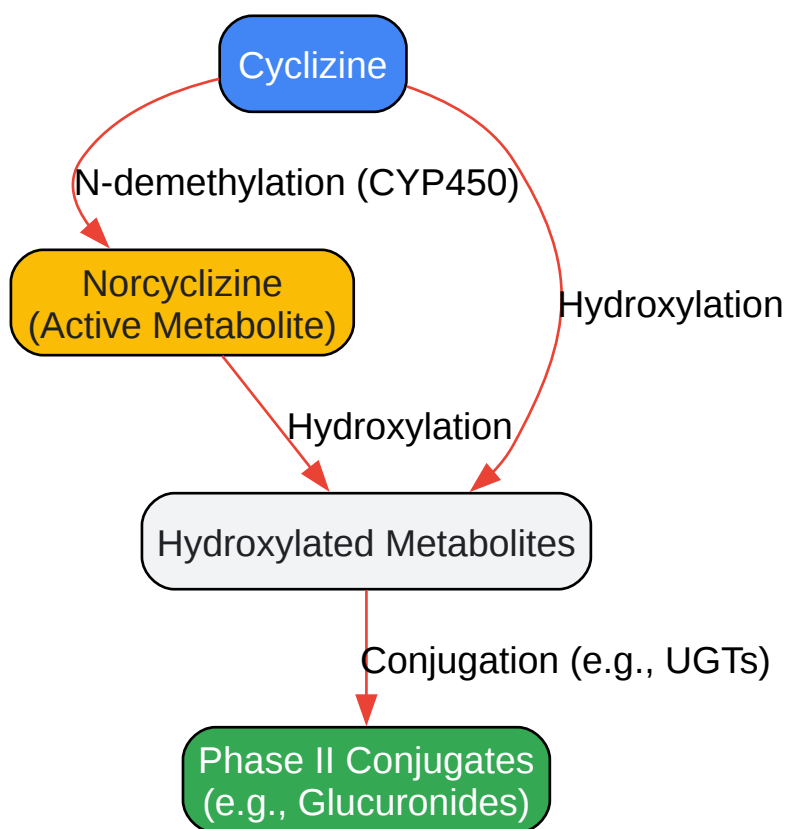 Cyclizine
N-demethylation (CYP450)
Norcyclizine
(Active Metabolite)
Hydroxylation
Hydroxylation
Hydroxylated Metabolites
Conjugation (e.g., UGTs)
Phase II Conjugates
(e.g., Glucuronides)